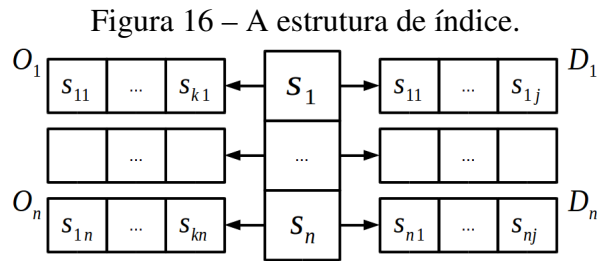 Figura 16 – A estrutura de índice.
O₁ s₁₁ ... sₖ₁ s₁ s₁₁ ... s₁ⱼ D₁
... ... ...
Oₙ s₁ₙ ... sₖₙ sₙ sₙ₁ ... sₙⱼ Dₙ